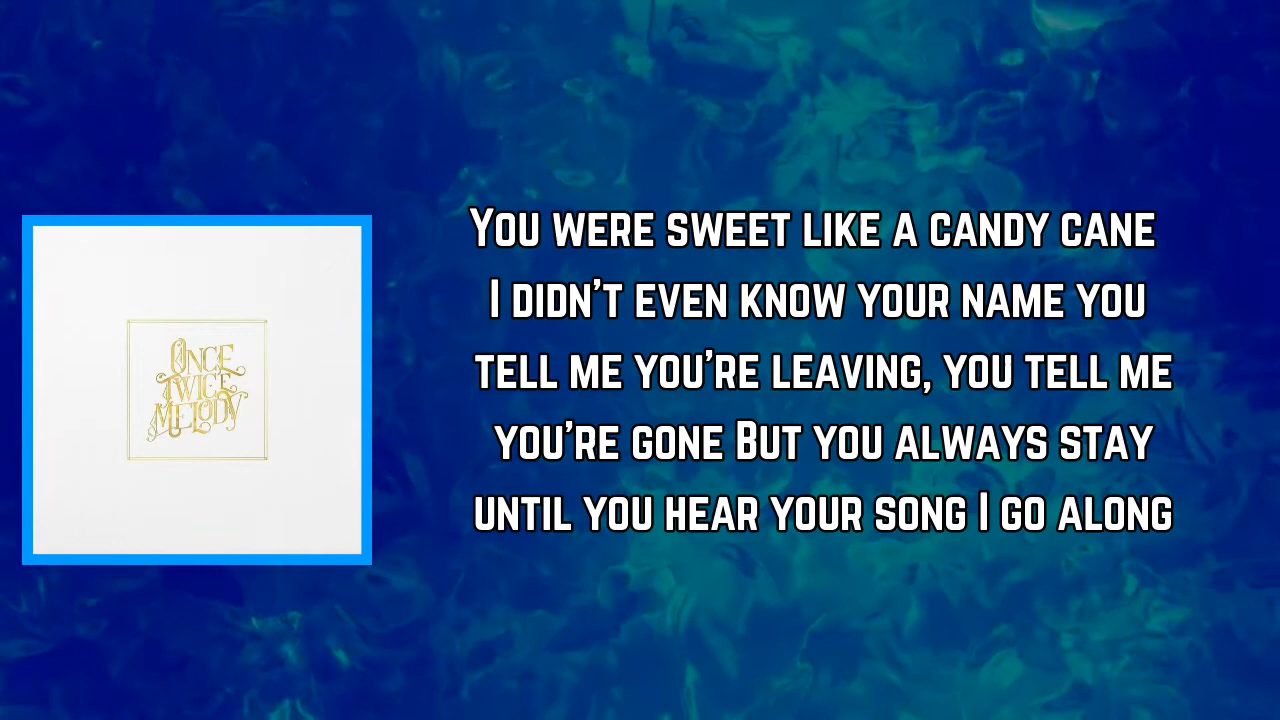 ONCE
TWICE
MELODY
You were sweet like a candy cane
I didn't even know your name you
tell me you're leaving, you tell me
you're gone But you always stay
until you hear your song I go along